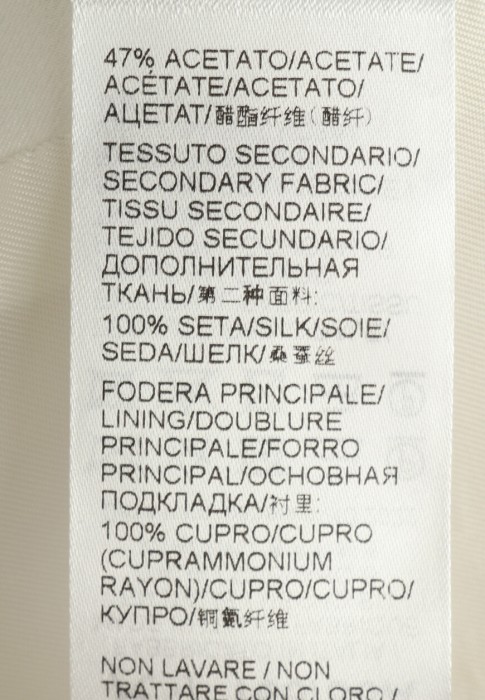 47% ACETATO/ACETATE/
ACÉTATE/ACETATO/
АЦЕТАТ/醋酯纤维(醋纤)
TESSUTO SECONDARIO/
SECONDARY FABRIC/
TISSU SECONDAIRE/
TEJIDO SECUNDARIO/
ДОПОЛНИТЕЛЬНАЯ
ТКАНЬ/第二种面料:
100% SETA/SILK/SOIE/
SEDA/ШЕЛК/桑蚕丝
FODERA PRINCIPALE/
LINING/DOUBLURE
PRINCIPALE/FORRO
PRINCIPAL/ОСНОВНАЯ
ПОДКЛАДКА/衬里:
100% CUPRO/CUPRO
(CUPRAMMONIUM
RAYON)/CUPRO/CUPRO/
КУПРО/铜氨纤维
NON LAVARE / NON
TRATTARE CON CLORO /